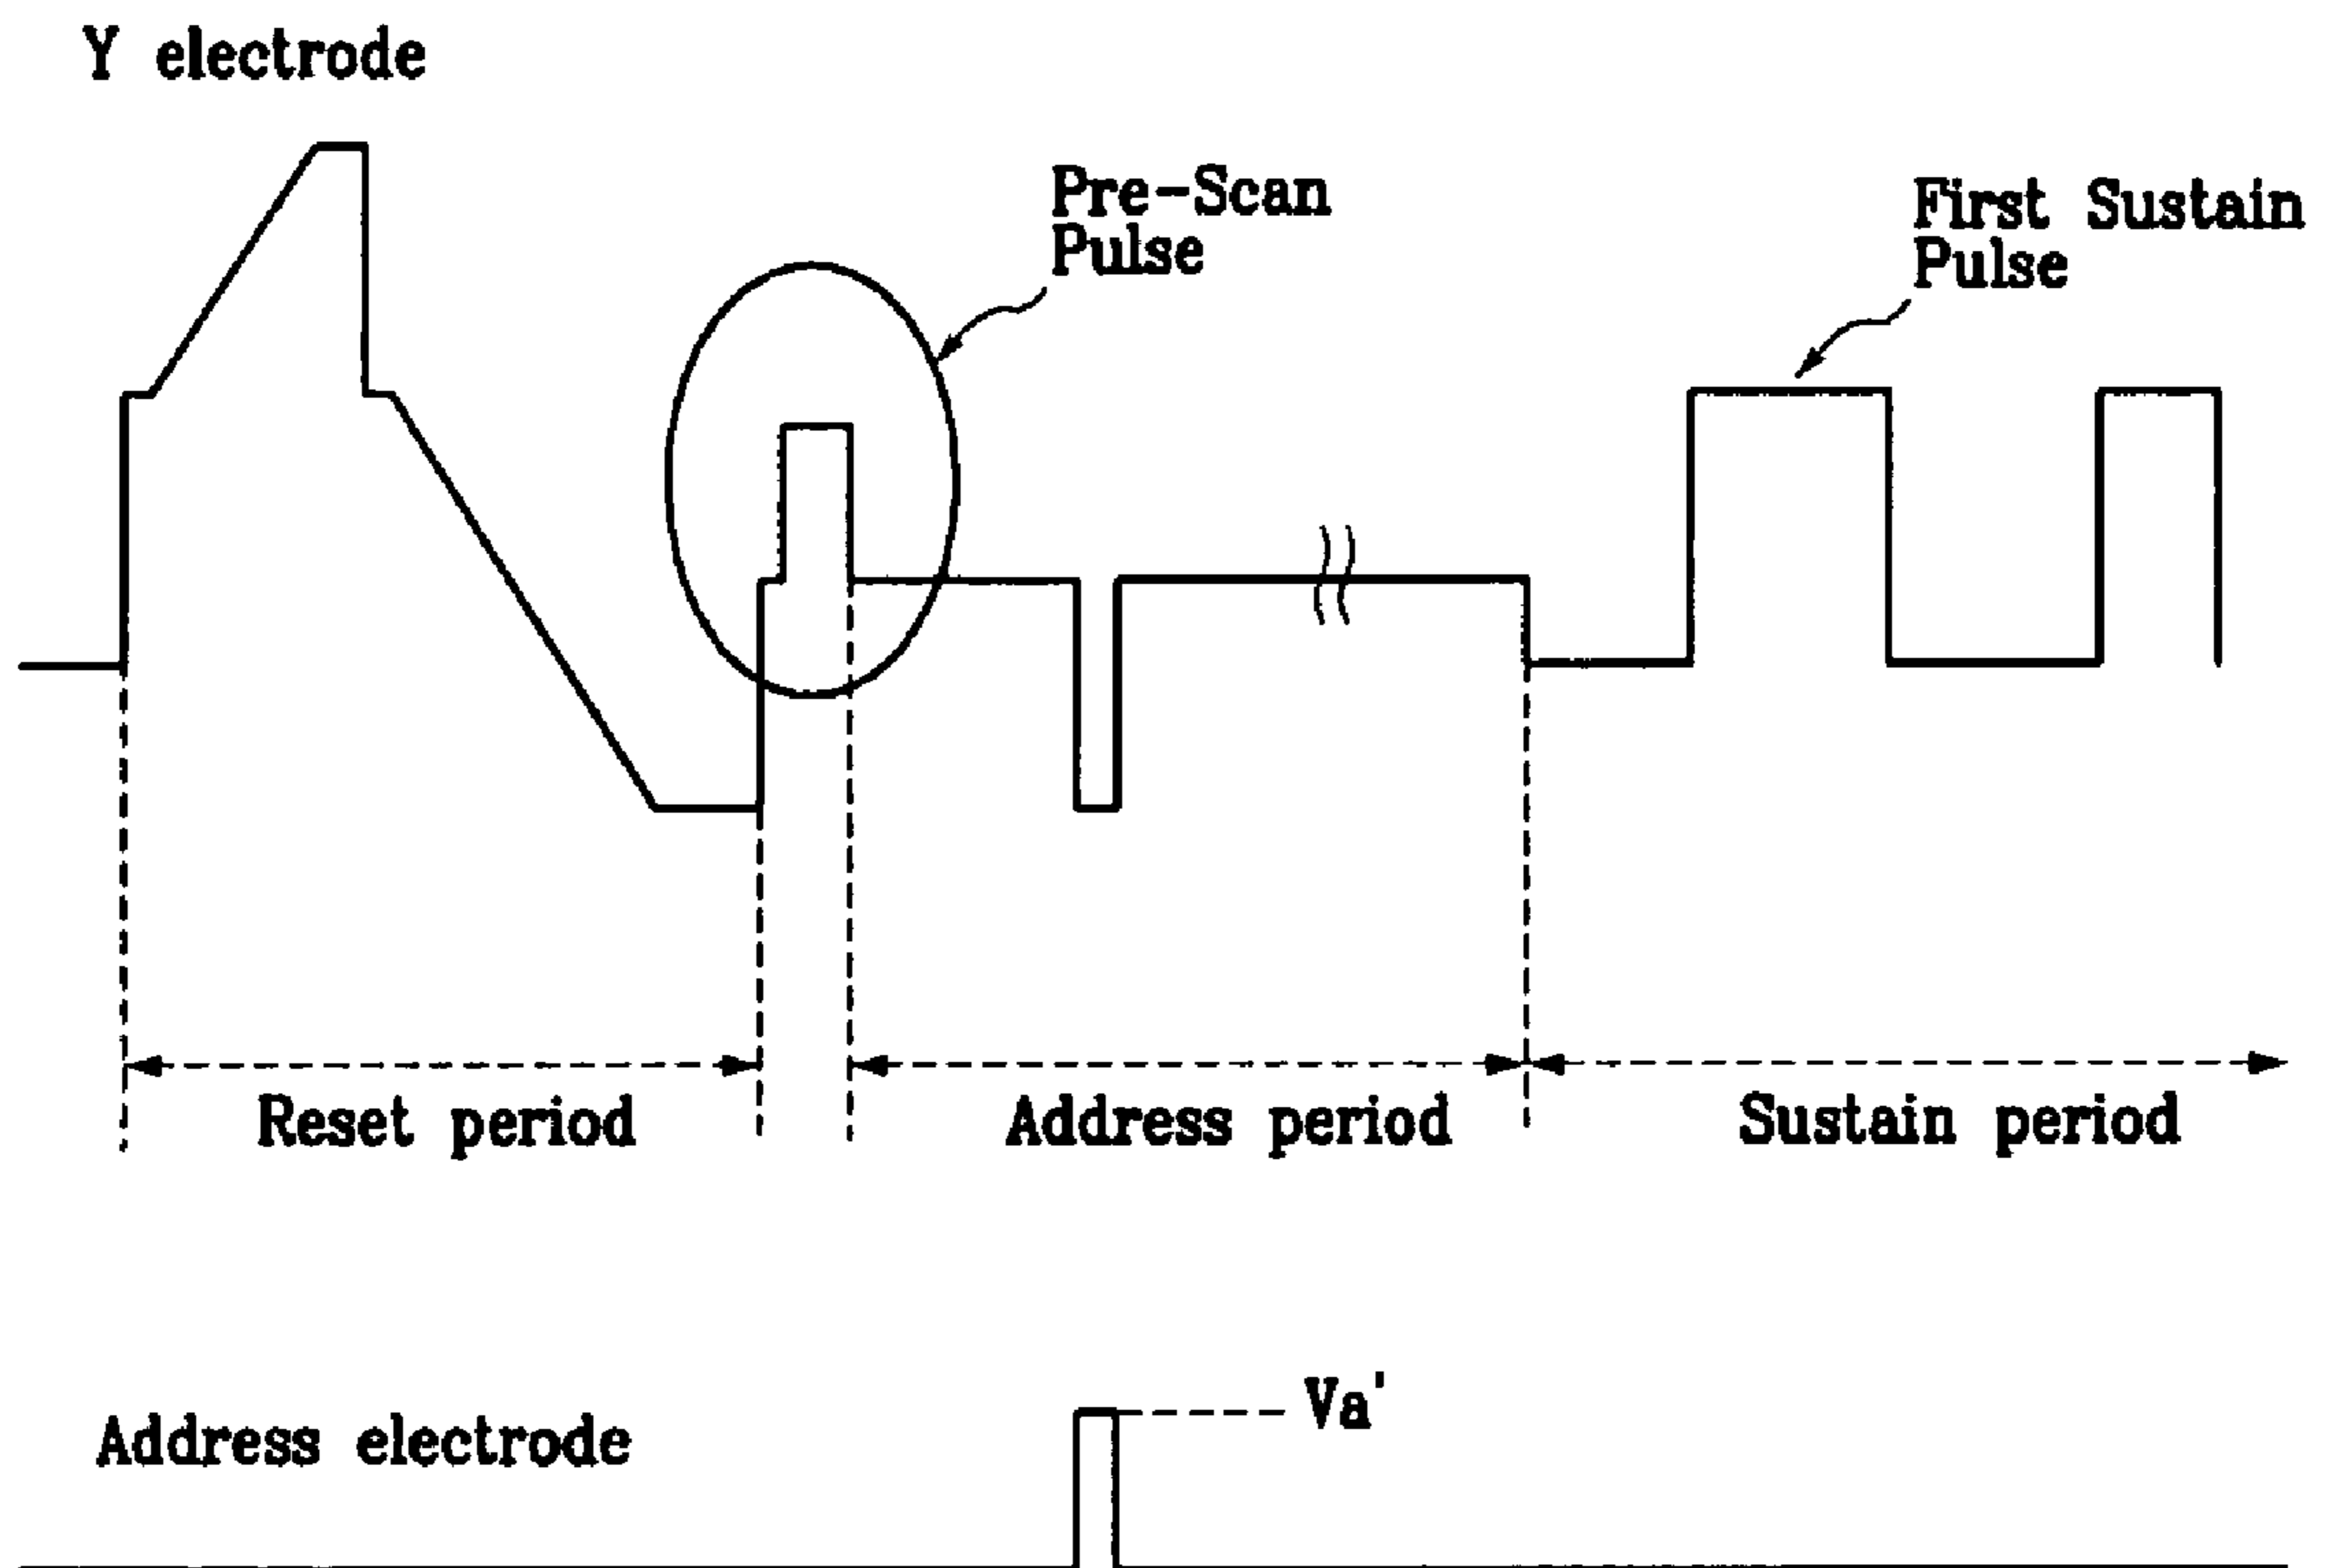 Y electrode
Pre-Scan
Pulse
First Sustain
Pulse
Reset period
Address period
Sustain period
Va'
Address electrode